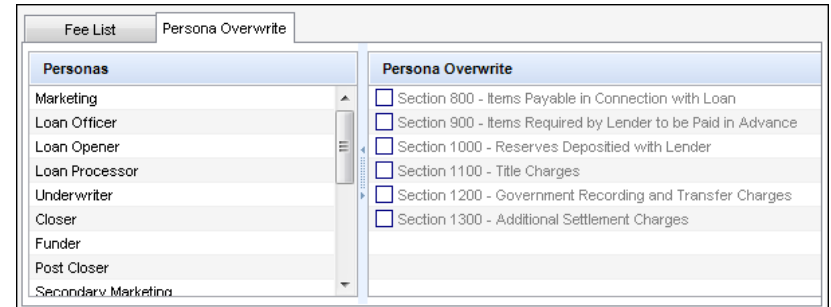 Fee List
Persona Overwrite
Personas
Marketing
Loan Officer
Loan Opener
Loan Processor
Underwriter
Closer
Funder
Post Closer
Secondary Marketing
Persona Overwrite
Section 800 - Items Payable in Connection with Loan
Section 900 - Items Required by Lender to be Paid in Advance
Section 1000 - Reserves Depositied with Lender
Section 1100 - Title Charges
Section 1200 - Government Recording and Transfer Charges
Section 1300 - Additional Settlement Charges